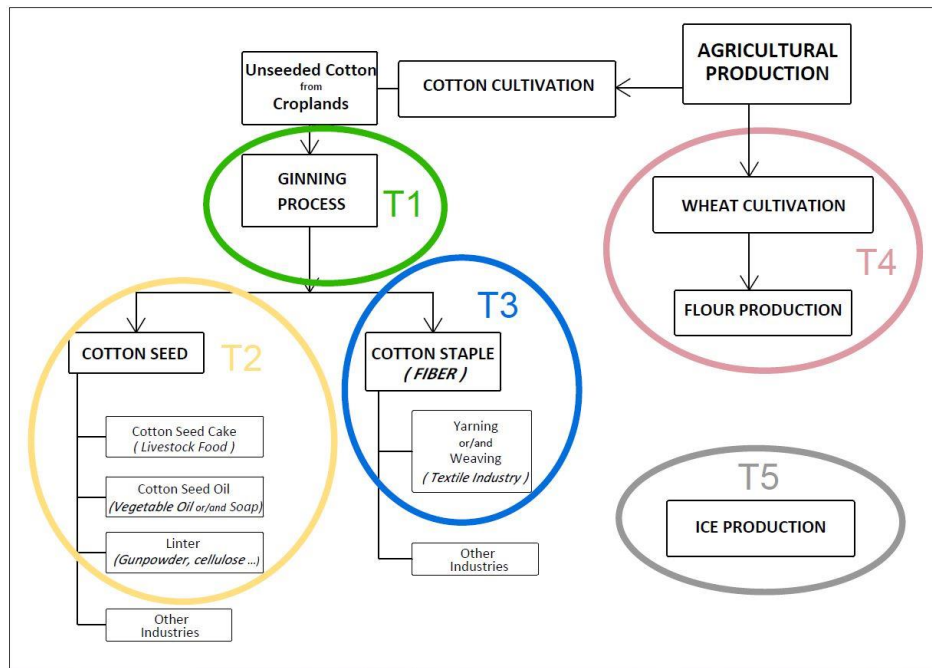 AGRICULTURAL
PRODUCTION
COTTON CULTIVATION
Unseeded Cotton
from
Croplands
GINNING
PROCESS
T1
WHEAT CULTIVATION
T4
FLOUR PRODUCTION
T2
COTTON SEED
Cotton Seed Cake
( Livestock Food )
Cotton Seed Oil
(Vegetable Oil or/and Soap)
Linter
(Gunpowder, cellulose ...)
Other
Industries
T3
COTTON STAPLE
( FIBER )
Yarning
or/and
Weaving
( Textile Industry )
Other
Industries
T5
ICE PRODUCTION